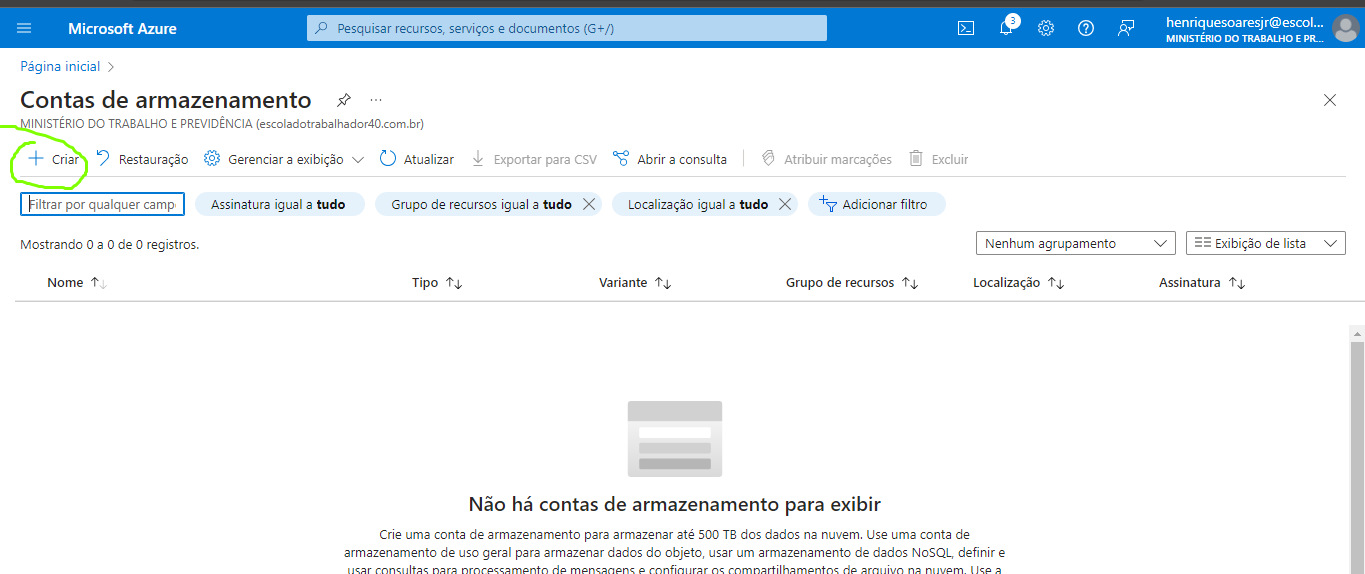 Microsoft Azure
Pesquisar recursos, serviços e documentos (G+/)
3
henriquesoaresjr@escol...
MINISTÉRIO DO TRABALHO E PR...
Página inicial
Contas de armazenamento
MINISTÉRIO DO TRABALHO E PREVIDÊNCIA (escoladotrabalhador40.com.br)
Criar Restauração Gerenciar a exibição Atualizar Exportar para CSV Abrir a consulta Atribuir marcações Excluir
Filtrar por qualquer camp Assinatura igual a tudo Grupo de recursos igual a tudo Localização igual a tudo Adicionar filtro
Mostrando 0 a 0 de 0 registros.
Nenhum agrupamento Exibição de lista
Nome Tipo Variante Grupo de recursos Localização Assinatura
Não há contas de armazenamento para exibir
Crie uma conta de armazenamento para armazenar até 500 TB dos dados na nuvem. Use uma conta de
armazenamento de uso geral para armazenar dados do objeto, usar um armazenamento de dados NoSQL, definir e
usar consultas para processamento de mensagens e configurar os compartilhamentos de arquivo na nuvem. Use a